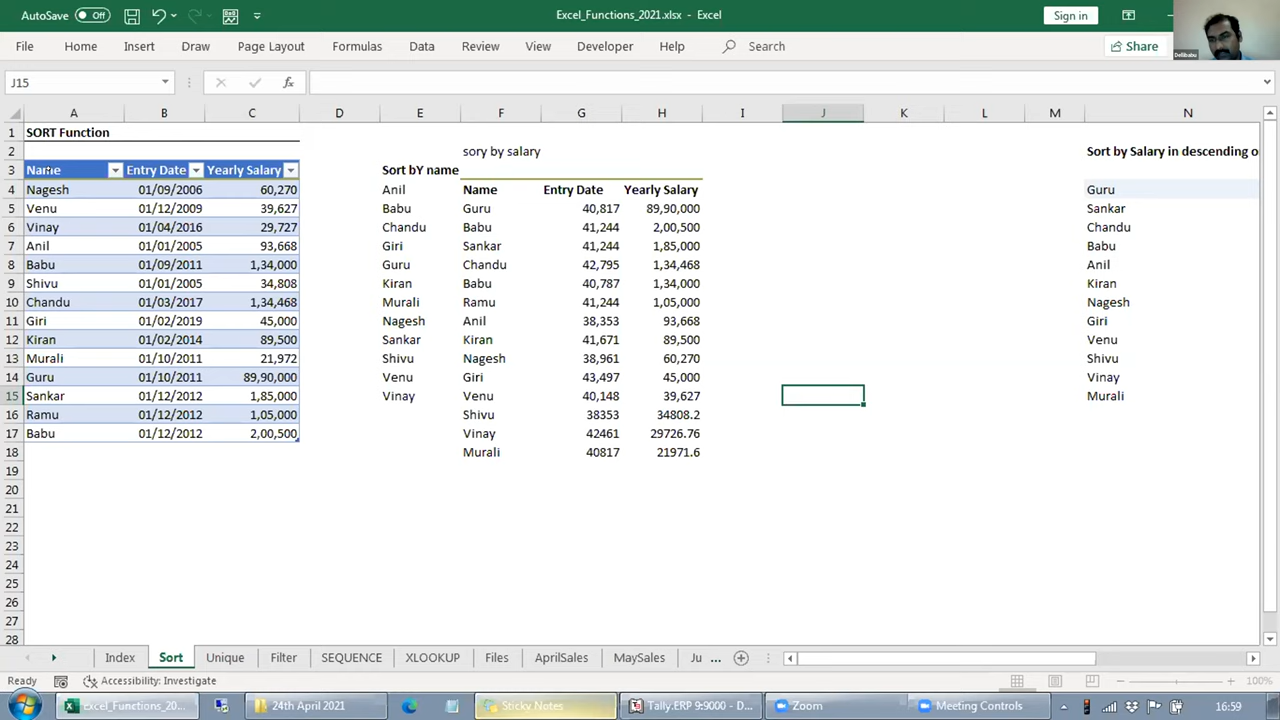 AutoSave Off Excel_Functions_2021.xlsx - Excel Sign in
File Home Insert Draw Page Layout Formulas Data Review View Developer Help Search Share
Dellibabu
J15 fx
A B C D E F G H I J K L M N
1 SORT Function
2 sory by salary Sort by Salary in descending o
3 Name Entry Date Yearly Salary Sort bY name
4 Nagesh 01/09/2006 60,270 Anil Name Entry Date Yearly Salary Guru
5 Venu 01/12/2009 39,627 Babu Guru 40,817 89,90,000 Sankar
6 Vinay 01/04/2016 29,727 Chandu Babu 41,244 2,00,500 Chandu
7 Anil 01/01/2005 93,668 Giri Sankar 41,244 1,85,000 Babu
8 Babu 01/09/2011 1,34,000 Guru Chandu 42,795 1,34,468 Anil
9 Shivu 01/01/2005 34,808 Kiran Babu 40,787 1,34,000 Kiran
10 Chandu 01/03/2017 1,34,468 Murali Ramu 41,244 1,05,000 Nagesh
11 Giri 01/02/2019 45,000 Nagesh Anil 38,353 93,668 Giri
12 Kiran 01/02/2014 89,500 Sankar Kiran 41,671 89,500 Venu
13 Murali 01/10/2011 21,972 Shivu Nagesh 38,961 60,270 Shivu
14 Guru 01/10/2011 89,90,000 Venu Giri 43,497 45,000 Vinay
15 Sankar 01/12/2012 1,85,000 Vinay Venu 40,148 39,627 Murali
16 Ramu 01/12/2012 1,05,000 Shivu 38353 34808.2
17 Babu 01/12/2012 2,00,500 Vinay 42461 29726.76
18 Murali 40817 21971.6
19
20
21
22
23
24
25
26
27
28
Index Sort Unique Filter SEQUENCE XLOOKUP Files AprilSales MaySales Ju ...
Ready Accessibility: Investigate 100%
Excel_Functions_20... 24th April 2021 Sticky Notes Tally.ERP 9:9000 - D... Zoom Meeting Controls 16:59